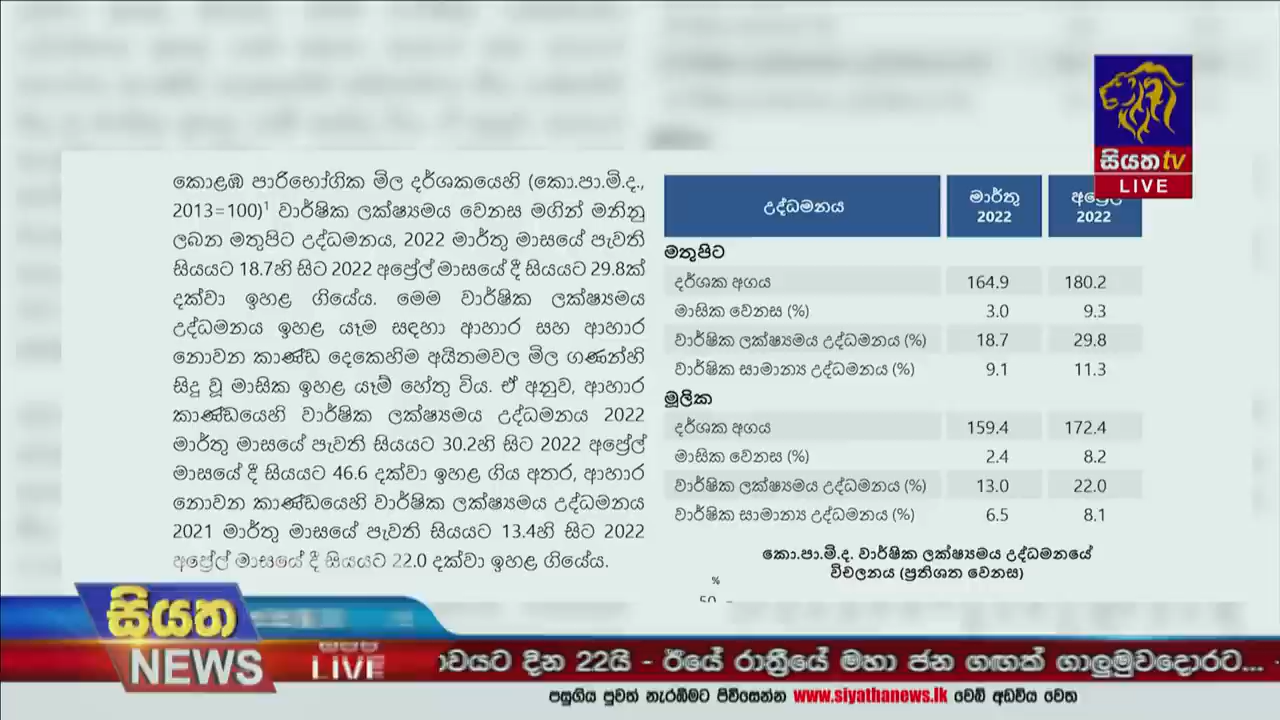 සියත tv
LIVE
කොළඹ පාරිභෝගික මිල දර්ශකයෙහි (කො.පා.මි.ද.,
2013=100)¹ වාර්ෂික ලක්ෂ්‍යමය වෙනස මගින් මනිනු
ලබන මතුපිට උද්ධමනය, 2022 මාර්තු මාසයේ පැවති
සියයට 18.7හි සිට 2022 අප්‍රේල් මාසයේ දී සියයට 29.8ක්
දක්වා ඉහළ ගියේය. මෙම වාර්ෂික ලක්ෂ්‍යමය
උද්ධමනය ඉහළ යෑම සඳහා ආහාර සහ ආහාර
නොවන කාණ්ඩ දෙකෙහිම අයිතමවල මිල ගණන්හි
සිදු වූ මාසික ඉහළ යෑම් හේතු විය. ඒ අනුව, ආහාර
කාණ්ඩයෙහි වාර්ෂික ලක්ෂ්‍යමය උද්ධමනය 2022
මාර්තු මාසයේ පැවති සියයට 30.2හි සිට 2022 අප්‍රේල්
මාසයේ දී සියයට 46.6 දක්වා ඉහළ ගිය අතර, ආහාර
නොවන කාණ්ඩයෙහි වාර්ෂික ලක්ෂ්‍යමය උද්ධමනය
2021 මාර්තු මාසයේ පැවති සියයට 13.4හි සිට 2022
අප්‍රේල් මාසයේ දී සියයට 22.0 දක්වා ඉහළ ගියේය.
උද්ධමනය මාර්තු 2022 අප්‍රේල් 2022
මතුපිට
දර්ශක අගය 164.9 180.2
මාසික වෙනස (%) 3.0 9.3
වාර්ෂික ලක්ෂ්‍යමය උද්ධමනය (%) 18.7 29.8
වාර්ෂික සාමාන්‍ය උද්ධමනය (%) 9.1 11.3
මූලික
දර්ශක අගය 159.4 172.4
මාසික වෙනස (%) 2.4 8.2
වාර්ෂික ලක්ෂ්‍යමය උද්ධමනය (%) 13.0 22.0
වාර්ෂික සාමාන්‍ය උද්ධමනය (%) 6.5 8.1
කො.පා.මි.ද. වාර්ෂික ලක්ෂ්‍යමය උද්ධමනයේ
විචලනය (ප්‍රතිශත වෙනස)
%
50
සියත
NEWS
LIVE
ාවයට දින 22යි - ඊයේ රාත්‍රියේ මහා ජන ගඟක් ගාලුමුවදොරට...
පසුගිය පුවත් නැරඹීමට පිවිසෙන්න www.siyathanews.lk වෙබ් අඩවිය වෙත